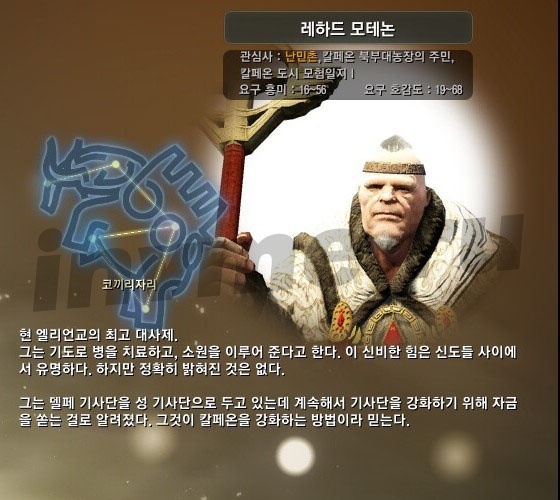 레하드 모테논
관심사 : 난민촌,칼페온 북부대농장의 주민,
칼페온 도시 모험일지 I
요구 흥미 : 16~56 요구 호감도 : 19~68
코끼리자리
현 엘리언교의 최고 대사제.
그는 기도로 병을 치료하고, 소원을 이루어 준다고 한다. 이 신비한 힘은 신도들 사이에
서 유명하다. 하지만 정확히 밝혀진 것은 없다.
그는 델페 기사단을 성 기사단으로 두고 있는데 계속해서 기사단을 강화하기 위해 자금
을 쏟는 걸로 알려졌다. 그것이 칼페온을 강화하는 방법이라 믿는다.